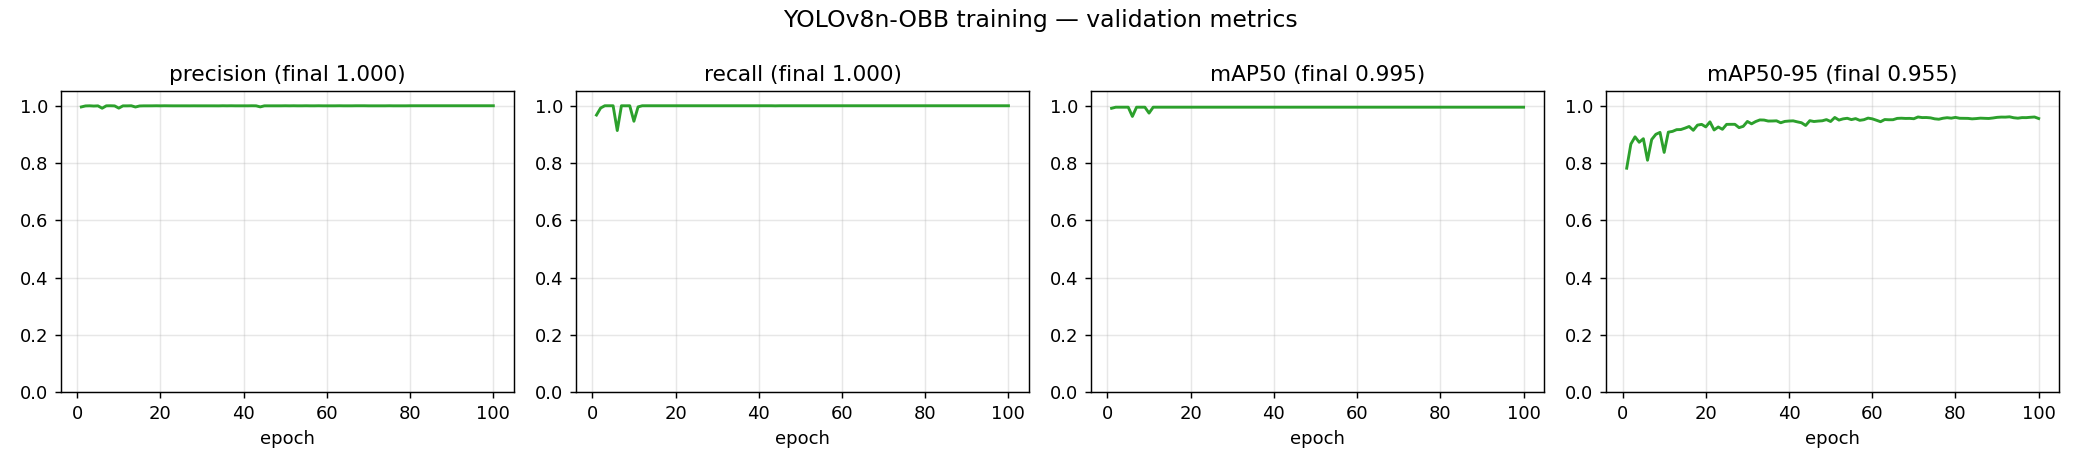 YOLOv8n-OBB training — validation metrics
precision (final 1.000)
1.0
0.8
0.6
0.4
0.2
0.0
0 20 40 60 80 100
epoch
recall (final 1.000)
1.0
0.8
0.6
0.4
0.2
0.0
0 20 40 60 80 100
epoch
mAP50 (final 0.995)
1.0
0.8
0.6
0.4
0.2
0.0
0 20 40 60 80 100
epoch
mAP50-95 (final 0.955)
1.0
0.8
0.6
0.4
0.2
0.0
0 20 40 60 80 100
epoch